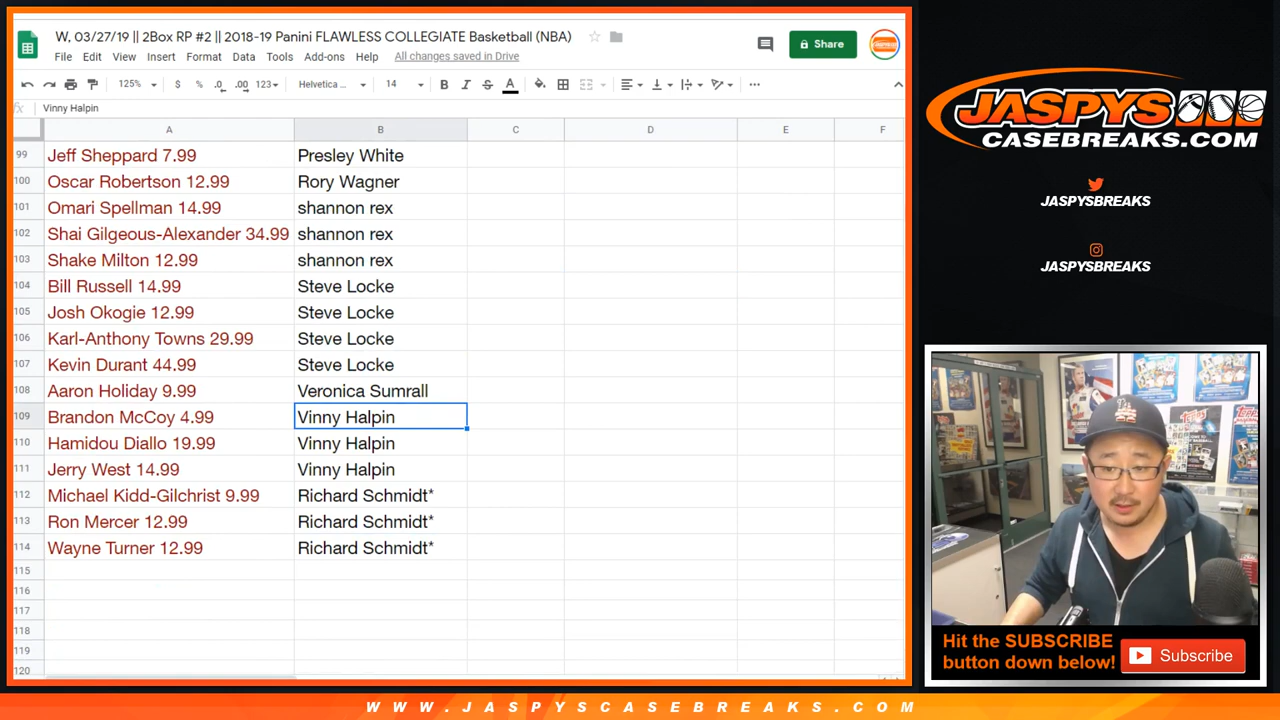 W, 03/27/19 || 2Box RP #2 || 2018-19 Panini FLAWLESS COLLEGIATE Basketball (NBA)
File Edit View Insert Format Data Tools Add-ons Help All changes saved in Drive
Share
125% $ % .0 .00 123 Helvetica ... 14 B I S A
fx Vinny Halpin
A B C D E F
99 Jeff Sheppard 7.99 Presley White
100 Oscar Robertson 12.99 Rory Wagner
101 Omari Spellman 14.99 shannon rex
102 Shai Gilgeous-Alexander 34.99 shannon rex
103 Shake Milton 12.99 shannon rex
104 Bill Russell 14.99 Steve Locke
105 Josh Okogie 12.99 Steve Locke
106 Karl-Anthony Towns 29.99 Steve Locke
107 Kevin Durant 44.99 Steve Locke
108 Aaron Holiday 9.99 Veronica Sumrall
109 Brandon McCoy 4.99 Vinny Halpin
110 Hamidou Diallo 19.99 Vinny Halpin
111 Jerry West 14.99 Vinny Halpin
112 Michael Kidd-Gilchrist 9.99 Richard Schmidt*
113 Ron Mercer 12.99 Richard Schmidt*
114 Wayne Turner 12.99 Richard Schmidt*
115
116
117
118
119
120
JASPYS
CASEBREAKS.COM
JASPYSBREAKS
JASPYSBREAKS
Hit the SUBSCRIBE
button down below!
Subscribe
WWW.JASPYSCASEBREAKS.COM